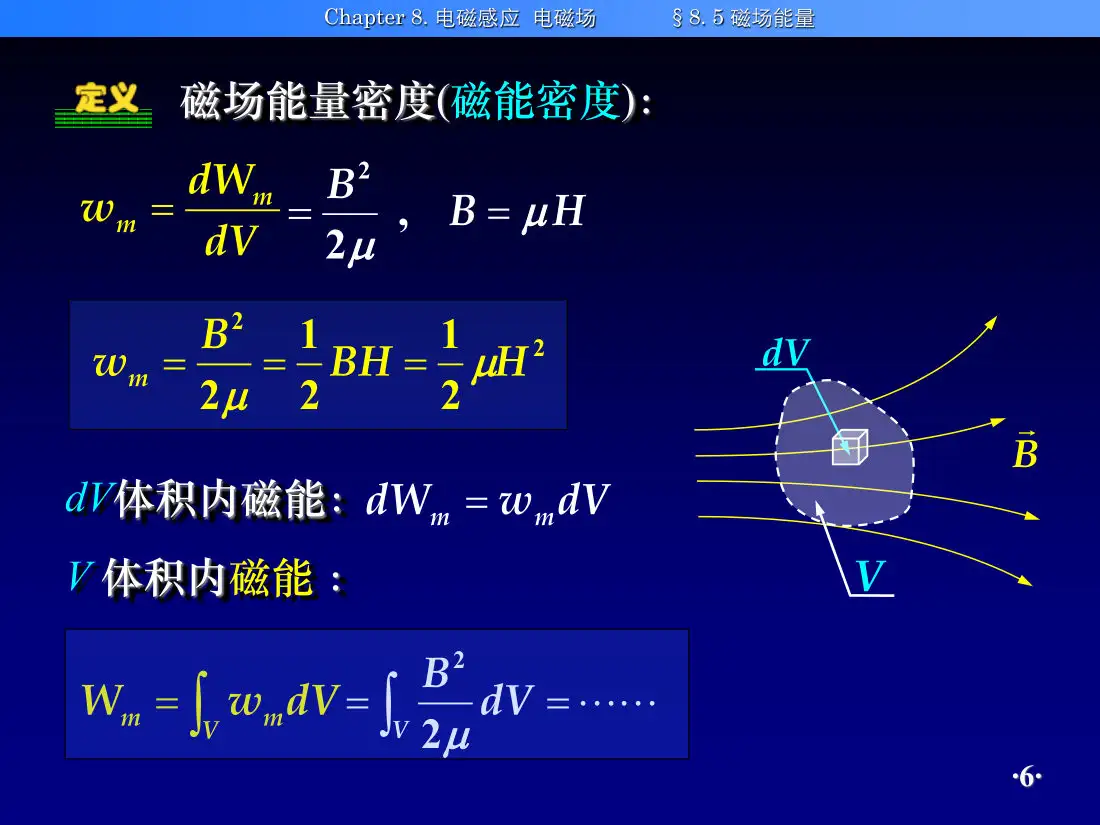 Chapter 8. 电磁感应 电磁场 §8.5 磁场能量
定义 磁场能量密度(磁能密度):
w_m = dW_m/dV = B²/2μ , B = μH
w_m = B²/2μ = 1/2 BH = 1/2 μH²
dV
B⃗
dV体积内磁能: dW_m = w_m dV
V 体积内磁能 :
V
W_m = ∫_V w_m dV = ∫_V B²/2μ dV = ······
·6·